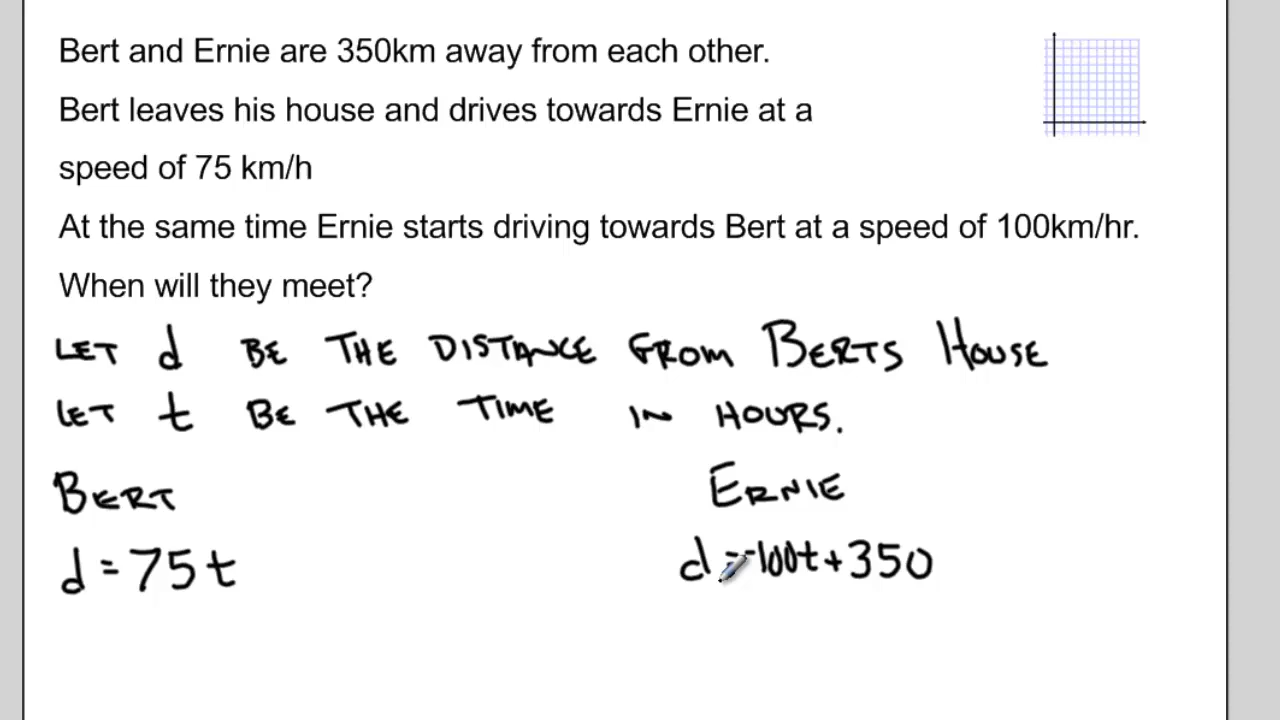 Bert and Ernie are 350km away from each other.
Bert leaves his house and drives towards Ernie at a
speed of 75 km/h
At the same time Ernie starts driving towards Bert at a speed of 100km/hr.
When will they meet?
LET d BE THE DISTANCE FROM BERTS HOUSE
LET t BE THE TIME IN HOURS.
BERT ERNIE
d = 75t d = -100t + 350